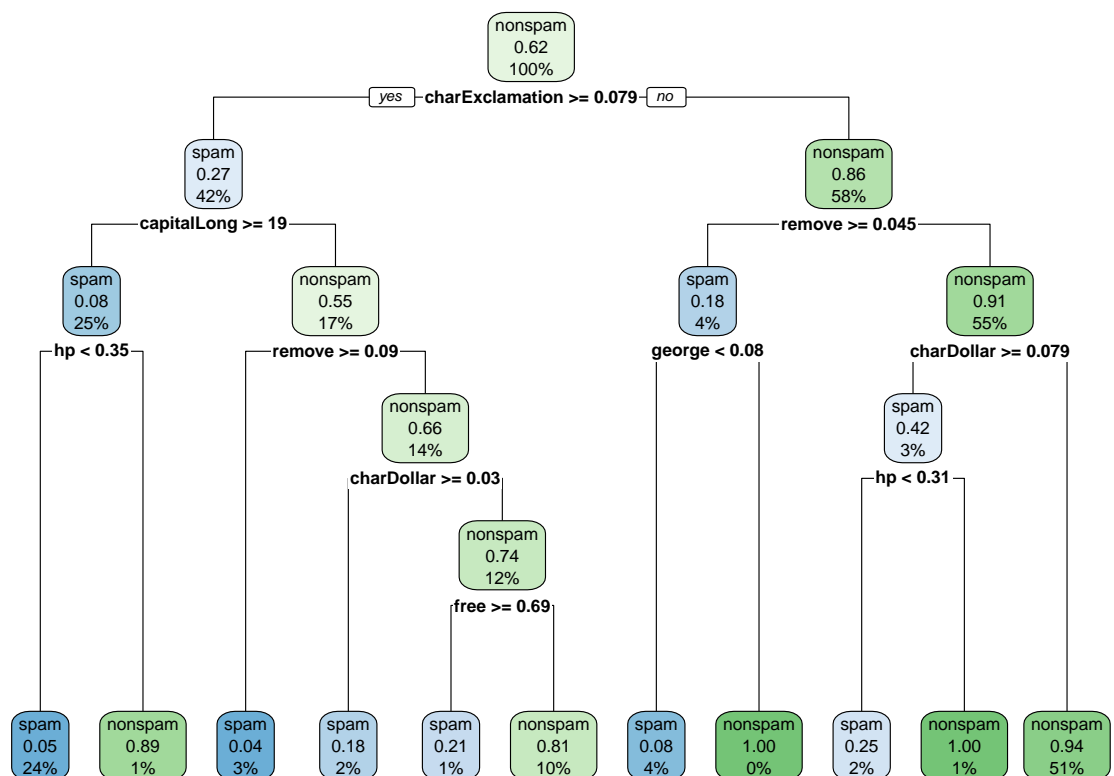 nonspam
0.62
100%
yes charExclamation >= 0.079 no
spam
0.27
42%
nonspam
0.86
58%
capitalLong >= 19
remove >= 0.045
spam
0.08
25%
nonspam
0.55
17%
spam
0.18
4%
nonspam
0.91
55%
hp < 0.35
remove >= 0.09
george < 0.08
charDollar >= 0.079
nonspam
0.66
14%
spam
0.42
3%
charDollar >= 0.03
hp < 0.31
nonspam
0.74
12%
free >= 0.69
spam
0.05
24%
nonspam
0.89
1%
spam
0.04
3%
spam
0.18
2%
spam
0.21
1%
nonspam
0.81
10%
spam
0.08
4%
nonspam
1.00
0%
spam
0.25
2%
nonspam
1.00
1%
nonspam
0.94
51%